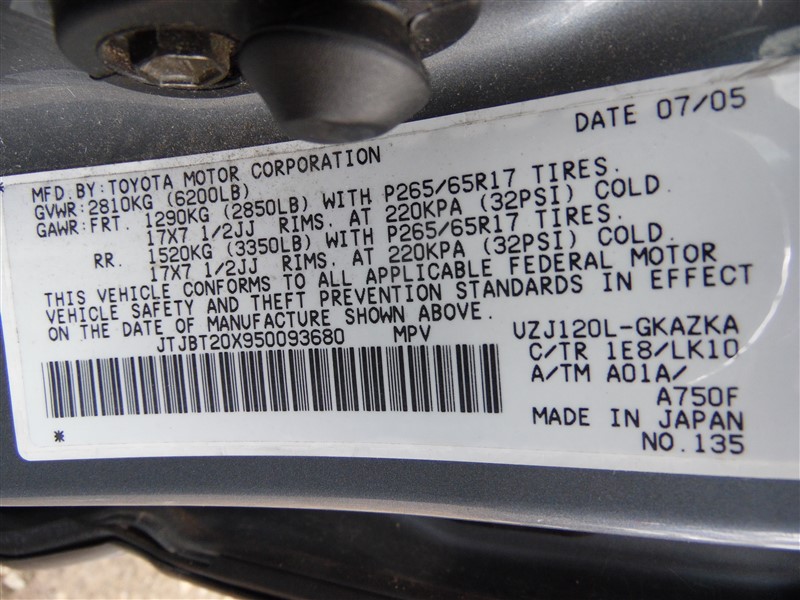 DATE 07/05
MFD.BY:TOYOTA MOTOR CORPORATION
GVWR:2810KG (6200LB)
GAWR:FRT. 1290KG (2850LB) WITH P265/65R17 TIRES.
17X7 1/2JJ RIMS. AT 220KPA (32PSI) COLD.
RR. 1520KG (3350LB) WITH P265/65R17 TIRES.
17X7 1/2JJ RIMS. AT 220KPA (32PSI) COLD.
THIS VEHICLE CONFORMS TO ALL APPLICABLE FEDERAL MOTOR
VEHICLE SAFETY AND THEFT PREVENTION STANDARDS IN EFFECT
ON THE DATE OF MANUFACTURE SHOWN ABOVE.
JTJBT20X950093680 MPV
UZJ120L-GKAZKA
C/TR 1E8/LK10
A/TM A01A/
A750F
MADE IN JAPAN
NO.135